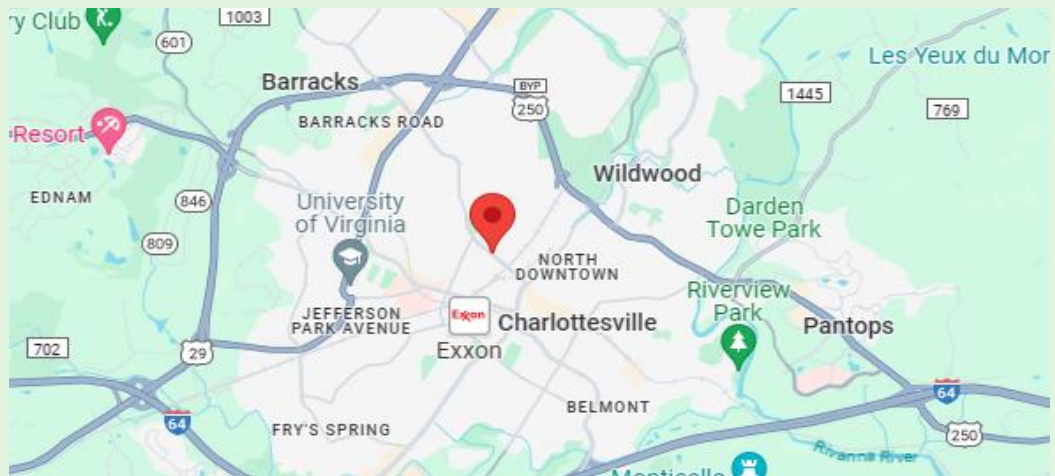 ry Club
1003
601
Les Yeux du Mor
Barracks
BYP
250
1445
769
BARRACKS ROAD
Resort
Wildwood
EDNAM
846
University
of Virginia
Darden
Towe Park
809
NORTH
DOWNTOWN
Riverview
Park
JEFFERSON
PARK AVENUE
Exxon
Charlottesville
Pantops
Exxon
702
29
64
64
BELMONT
FRY'S SPRING
250
Rivanna River
Monticello